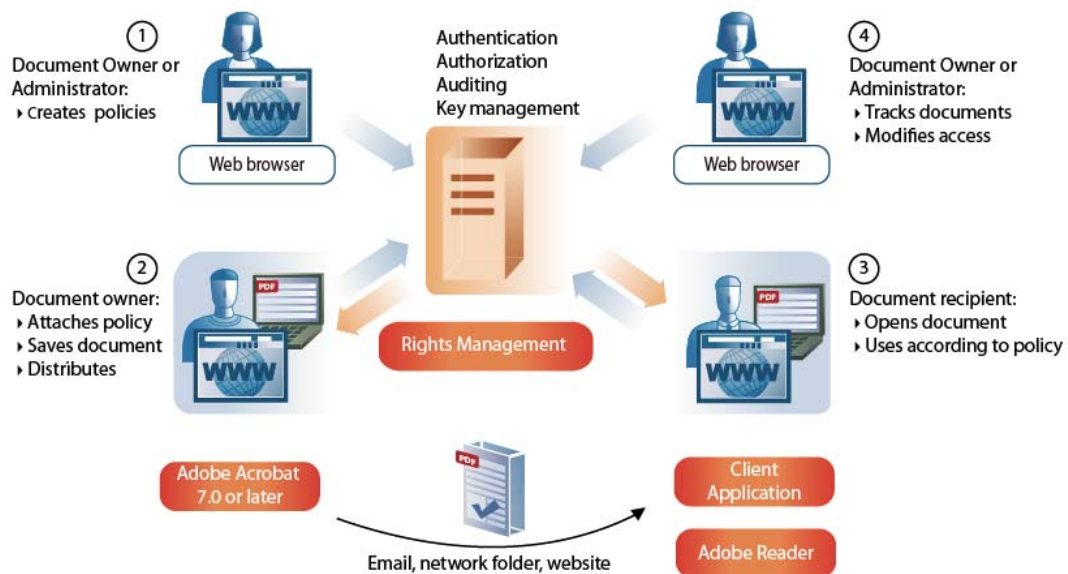 1
Document Owner or
Administrator:
Creates policies
WWW
Web browser
Authentication
Authorization
Auditing
Key management
4
Document Owner or
Administrator:
Tracks documents
Modifies access
WWW
Web browser
2
Document owner:
Attaches policy
Saves document
Distributes
PDF
WWW
Rights Management
3
Document recipient:
Opens document
Uses according to policy
PDF
WWW
Adobe Acrobat
7.0 or later
PDF
Email, network folder, website
Client
Application
Adobe Reader